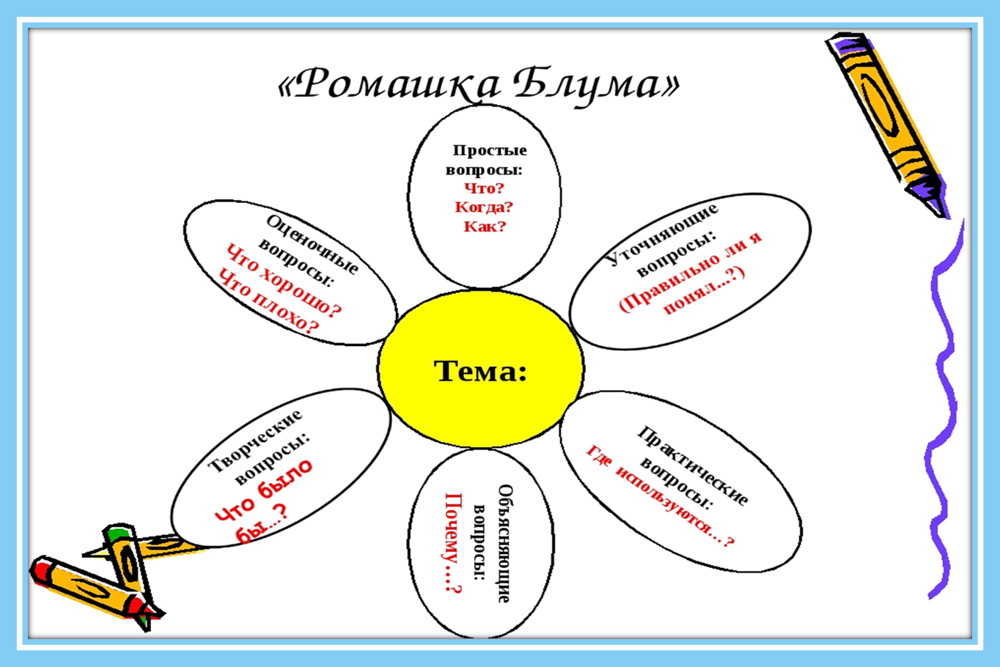 «Ромашка Блума»
Простые
вопросы:
Что?
Когда?
Как?
Уточняющие
вопросы:
(Правильно ли я
понял...?)
Практические
вопросы:
Где используются...?
Объясняющие
вопросы:
Почему...?
Творческие
вопросы:
Что было
бы...?
Оценочные
вопросы:
Что хорошо?
Что плохо?
Тема: